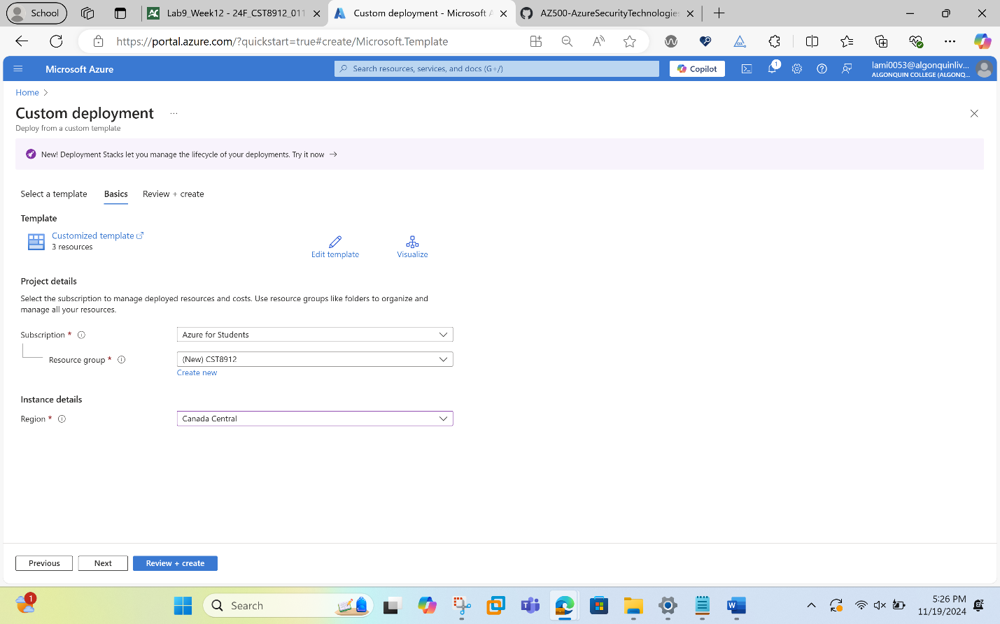 School
Lab9_Week12 - 24F_CST8912_011
Custom deployment - Microsoft A
AZ500-AzureSecurityTechnologies
https://portal.azure.com/?quickstart=true#create/Microsoft.Template
Microsoft Azure
Search resources, services, and docs (G+/)
Copilot
1
lami0053@algonquinliv...
ALGONQUIN COLLEGE (ALGONQ...
Home
Custom deployment
...
Deploy from a custom template
New! Deployment Stacks let you manage the lifecycle of your deployments. Try it now →
Select a template
Basics
Review + create
Template
Customized template
3 resources
Edit template
Visualize
Project details
Select the subscription to manage deployed resources and costs. Use resource groups like folders to organize and
manage all your resources.
Subscription *
Azure for Students
Resource group *
(New) CST8912
Create new
Instance details
Region *
Canada Central
Previous
Next
Review + create
1
Search
5:26 PM
11/19/2024